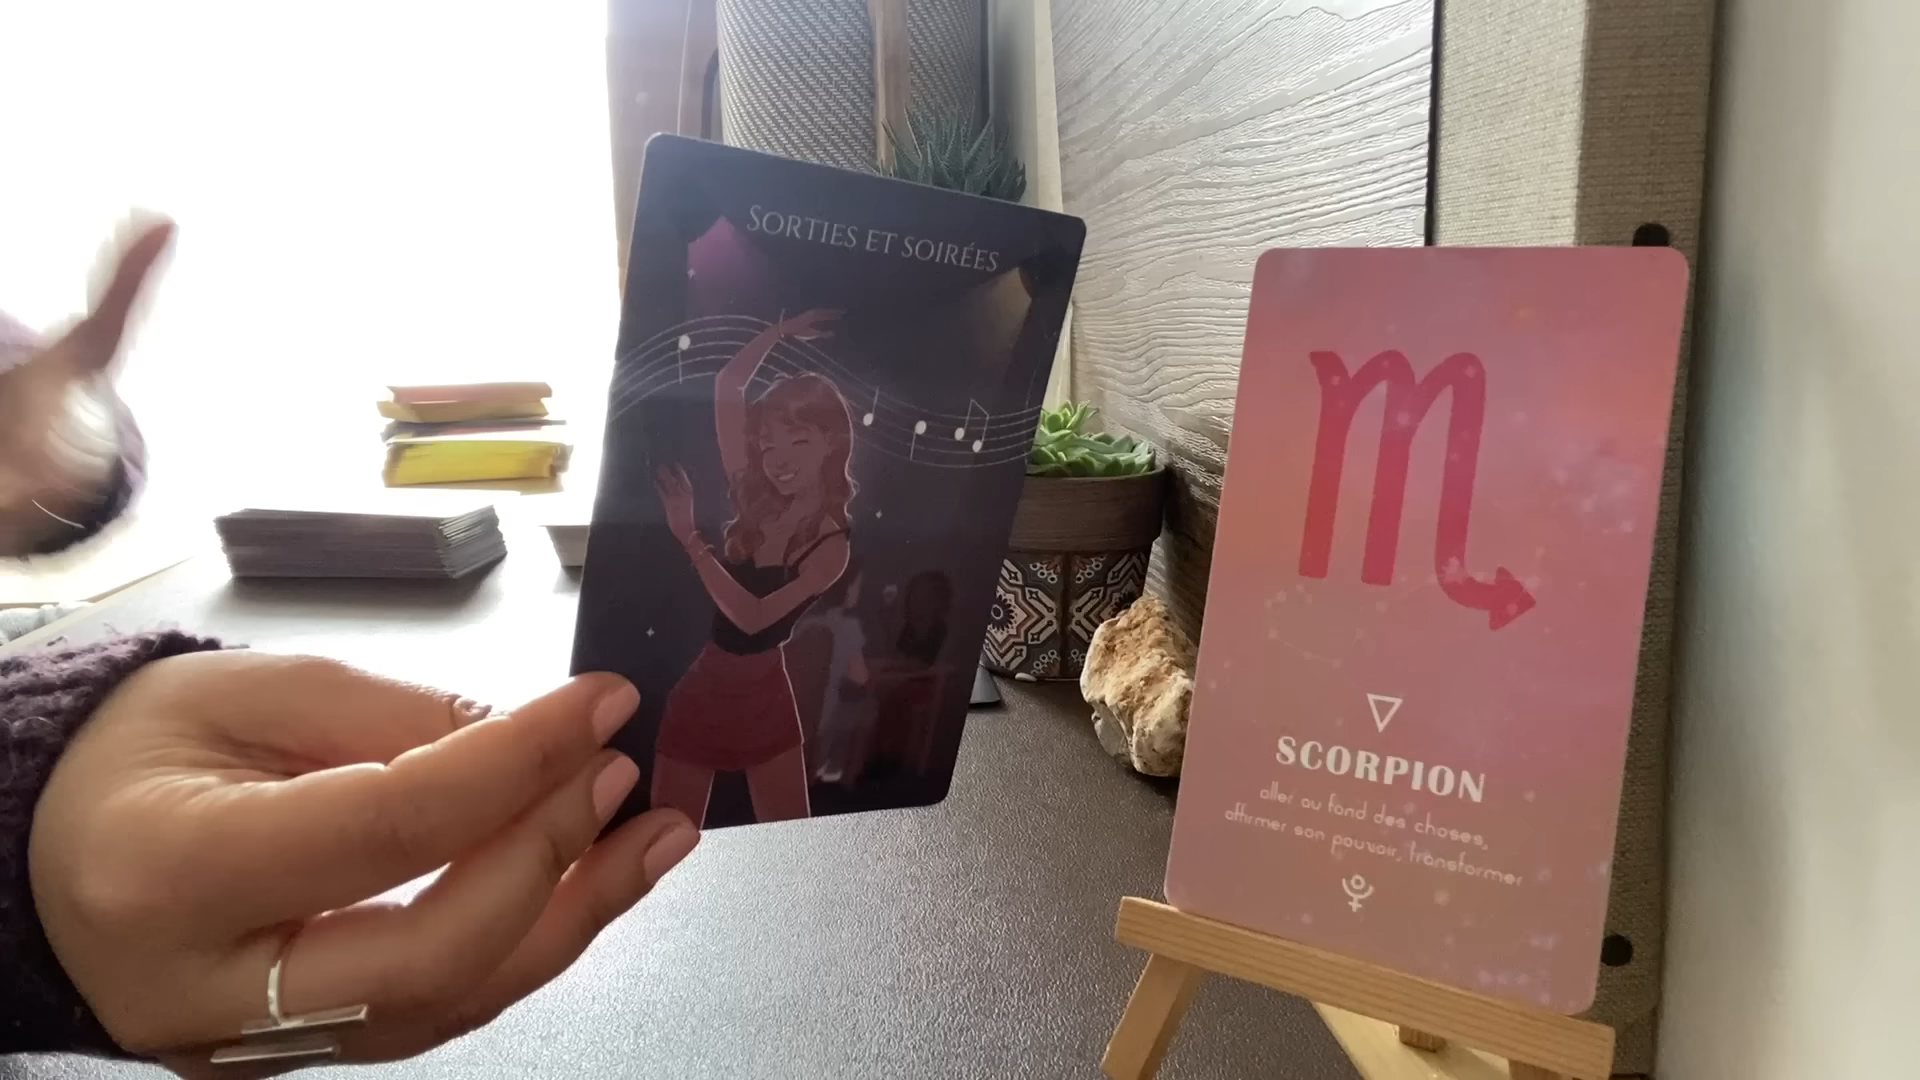 SORTIES ET SOIRÉES
SCORPION
aller au fond des choses,
affirmer son pouvoir, transformer